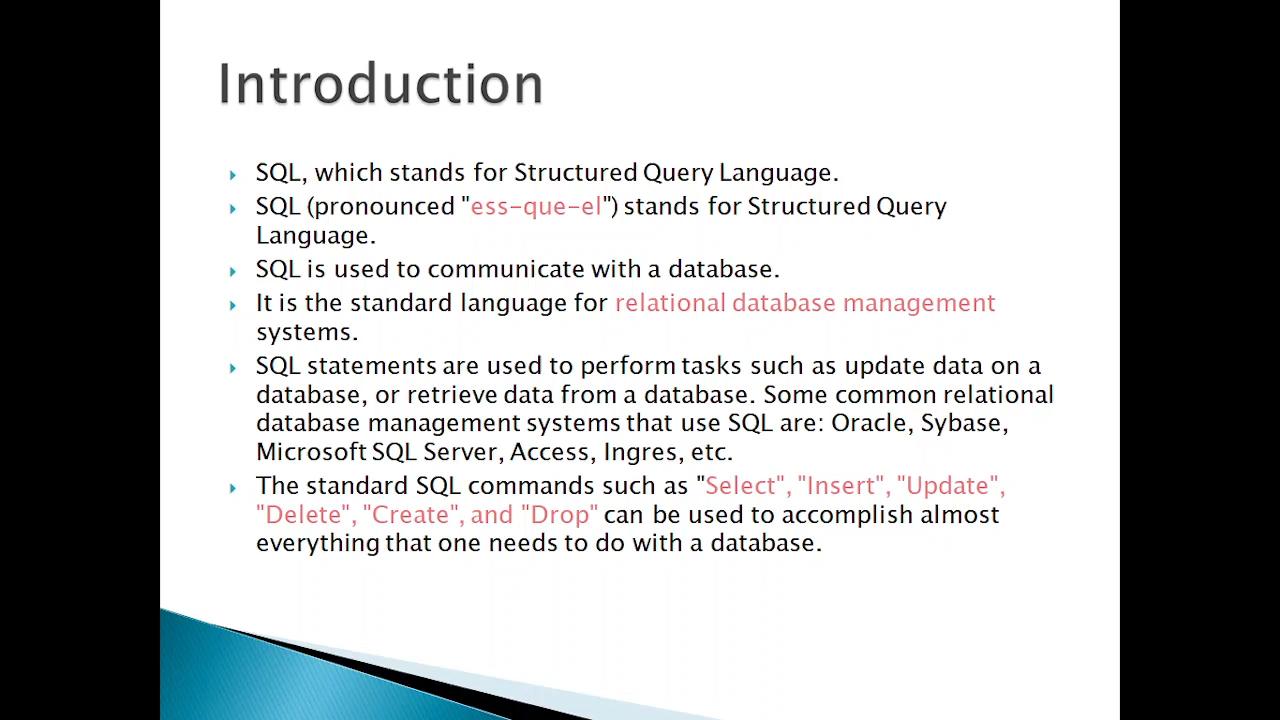 Introduction
SQL, which stands for Structured Query Language.
SQL (pronounced "ess-que-el") stands for Structured Query
Language.
SQL is used to communicate with a database.
It is the standard language for relational database management
systems.
SQL statements are used to perform tasks such as update data on a
database, or retrieve data from a database. Some common relational
database management systems that use SQL are: Oracle, Sybase,
Microsoft SQL Server, Access, Ingres, etc.
The standard SQL commands such as "Select", "Insert", "Update",
"Delete", "Create", and "Drop" can be used to accomplish almost
everything that one needs to do with a database.